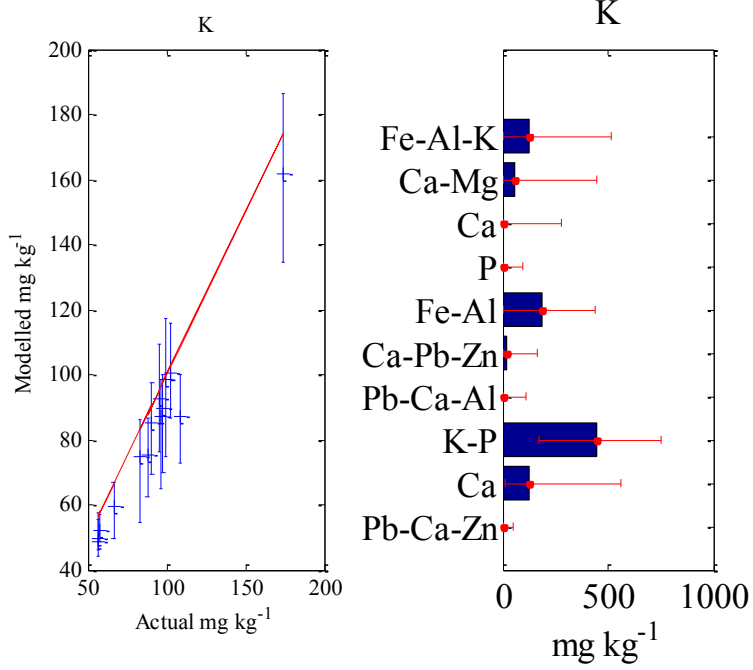 K
200
180
160
140
120
100
80
60
40
50
100
150
200
Modelled mg kg⁻¹
Actual mg kg⁻¹
K
Fe-Al-K
Ca-Mg
Ca
P
Fe-Al
Ca-Pb-Zn
Pb-Ca-Al
K-P
Ca
Pb-Ca-Zn
0
500
1000
mg kg⁻¹